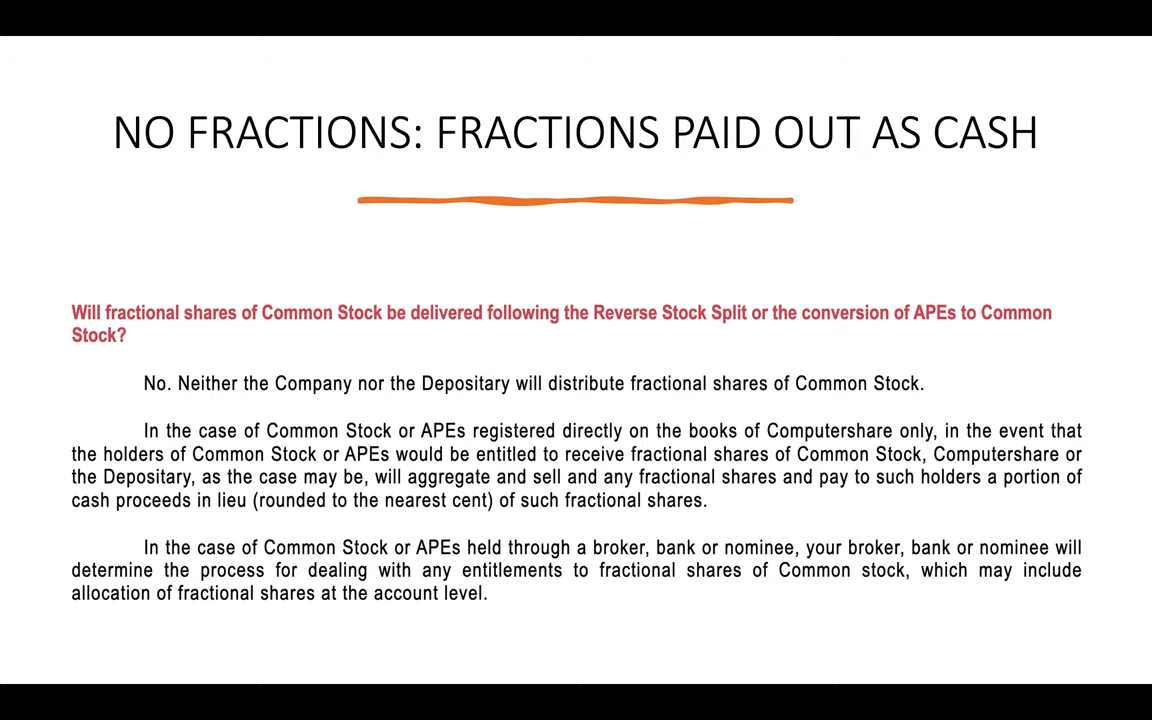 NO FRACTIONS: FRACTIONS PAID OUT AS CASH
Will fractional shares of Common Stock be delivered following the Reverse Stock Split or the conversion of APEs to Common
Stock?
No. Neither the Company nor the Depositary will distribute fractional shares of Common Stock.
In the case of Common Stock or APEs registered directly on the books of Computershare only, in the event that
the holders of Common Stock or APEs would be entitled to receive fractional shares of Common Stock, Computershare or
the Depositary, as the case may be, will aggregate and sell and any fractional shares and pay to such holders a portion of
cash proceeds in lieu (rounded to the nearest cent) of such fractional shares.
In the case of Common Stock or APEs held through a broker, bank or nominee, your broker, bank or nominee will
determine the process for dealing with any entitlements to fractional shares of Common stock, which may include
allocation of fractional shares at the account level.